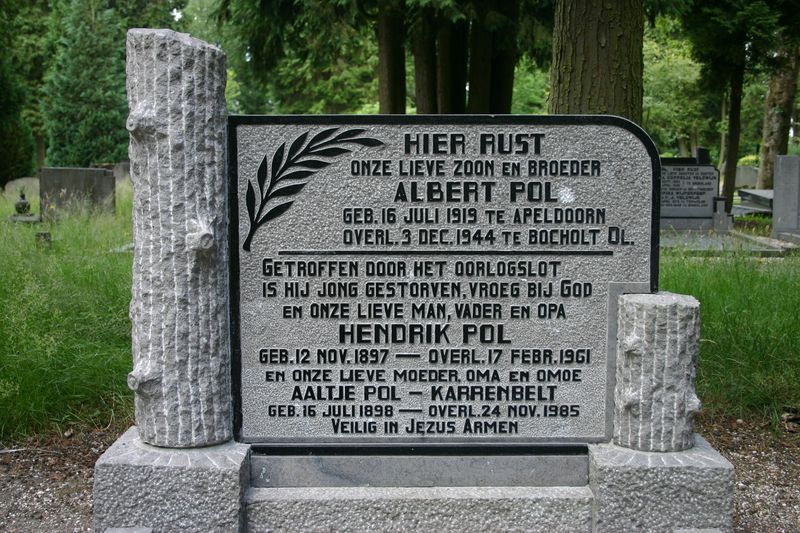 HIER RUST
ONZE LIEVE ZOON EN BROEDER
ALBERT POL
GEB. 16 JULI 1919 TE APELDOORN
OVERL. 3 DEC. 1944 TE BOCHOLT DL.
GETROFFEN DOOR HET OORLOGSLOT
IS HIJ JONG GESTORVEN, VROEG BIJ GOD
EN ONZE LIEVE MAN, VADER EN OPA
HENDRIK POL
GEB. 12 NOV. 1897 — OVERL. 17 FEBR. 1961
EN ONZE LIEVE MOEDER, OMA EN OMOE
AALTJE POL – KARRENBELT
GEB. 16 JULI 1898 — OVERL. 24 NOV. 1985
VEILIG IN JEZUS ARMEN